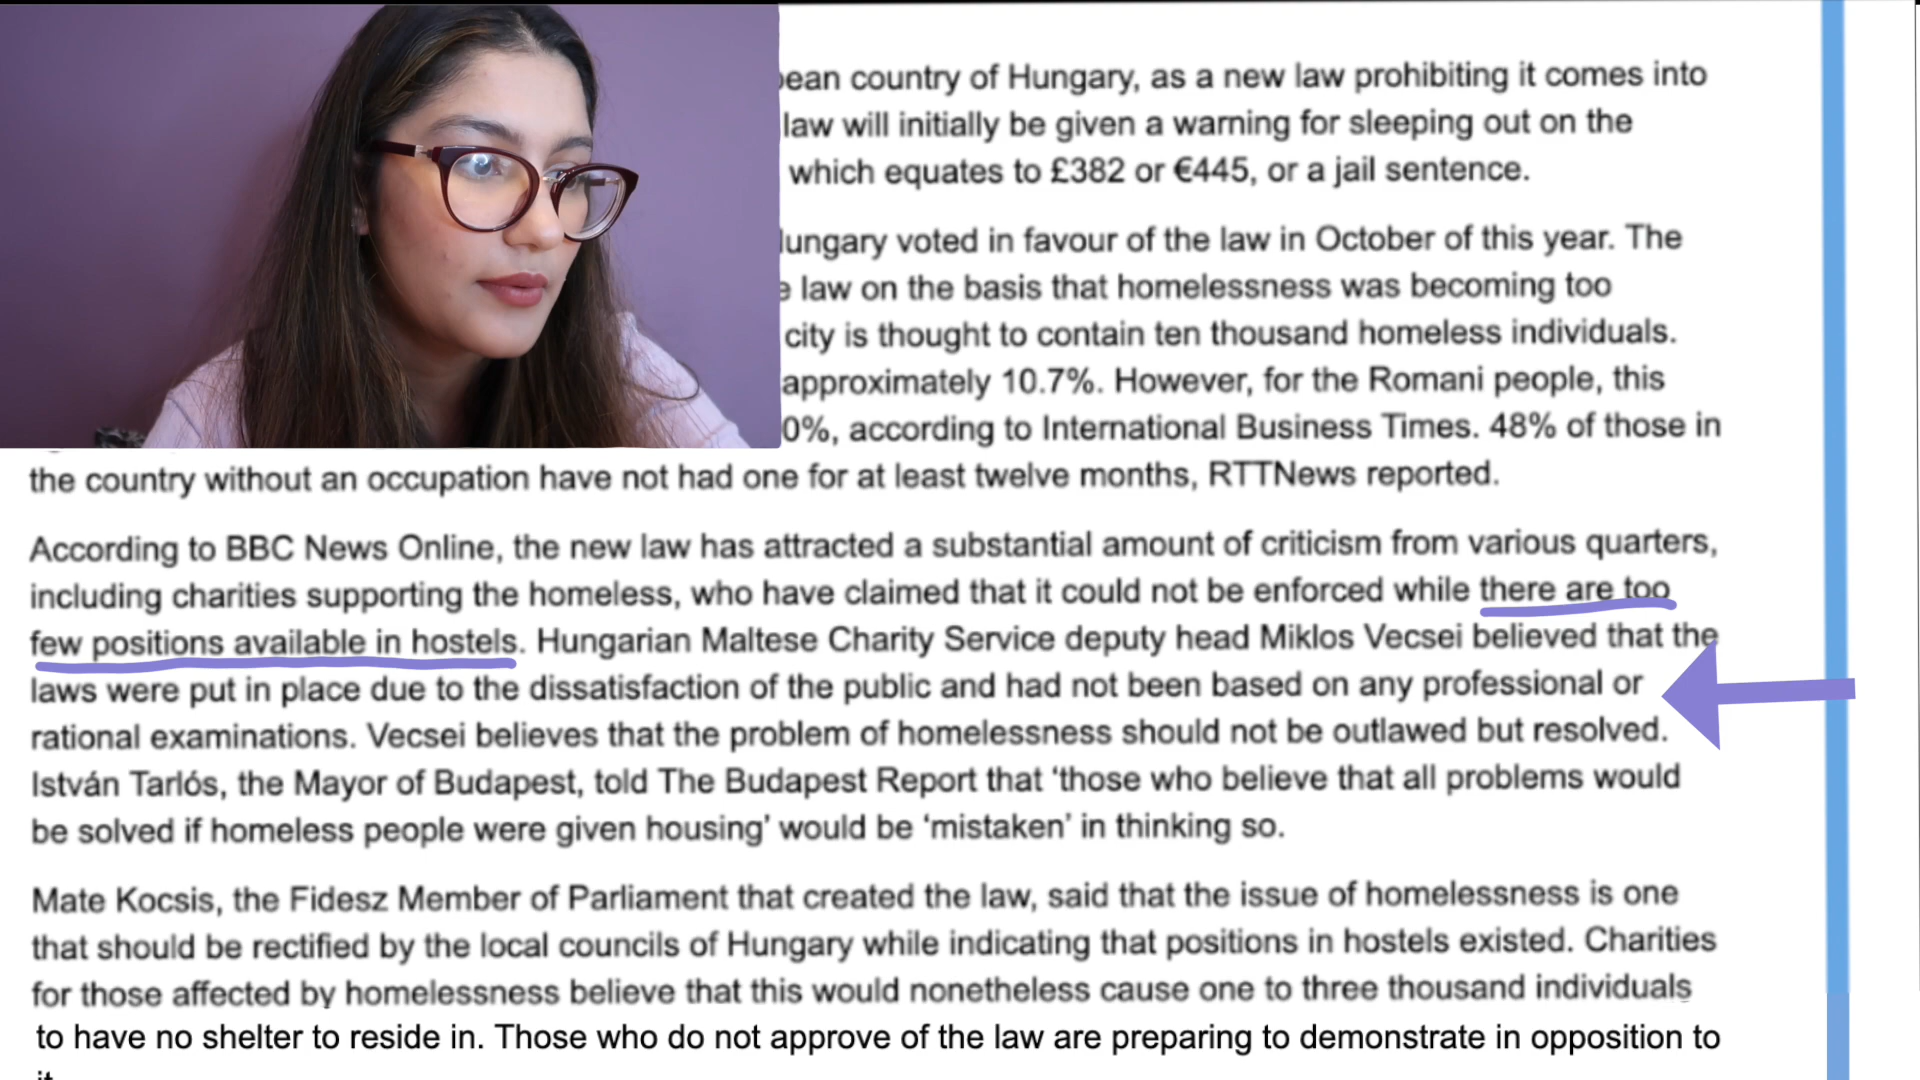 ean country of Hungary, as a new law prohibiting it comes into
law will initially be given a warning for sleeping out on the
which equates to £382 or €445, or a jail sentence.
ungary voted in favour of the law in October of this year. The
law on the basis that homelessness was becoming too
city is thought to contain ten thousand homeless individuals.
approximately 10.7%. However, for the Romani people, this
0%, according to International Business Times. 48% of those in
the country without an occupation have not had one for at least twelve months, RTTNews reported.
According to BBC News Online, the new law has attracted a substantial amount of criticism from various quarters,
including charities supporting the homeless, who have claimed that it could not be enforced while there are too
few positions available in hostels. Hungarian Maltese Charity Service deputy head Miklos Vecsei believed that the
laws were put in place due to the dissatisfaction of the public and had not been based on any professional or
rational examinations. Vecsei believes that the problem of homelessness should not be outlawed but resolved.
István Tarlós, the Mayor of Budapest, told The Budapest Report that ‘those who believe that all problems would
be solved if homeless people were given housing’ would be ‘mistaken’ in thinking so.
Mate Kocsis, the Fidesz Member of Parliament that created the law, said that the issue of homelessness is one
that should be rectified by the local councils of Hungary while indicating that positions in hostels existed. Charities
for those affected by homelessness believe that this would nonetheless cause one to three thousand individuals
to have no shelter to reside in. Those who do not approve of the law are preparing to demonstrate in opposition to